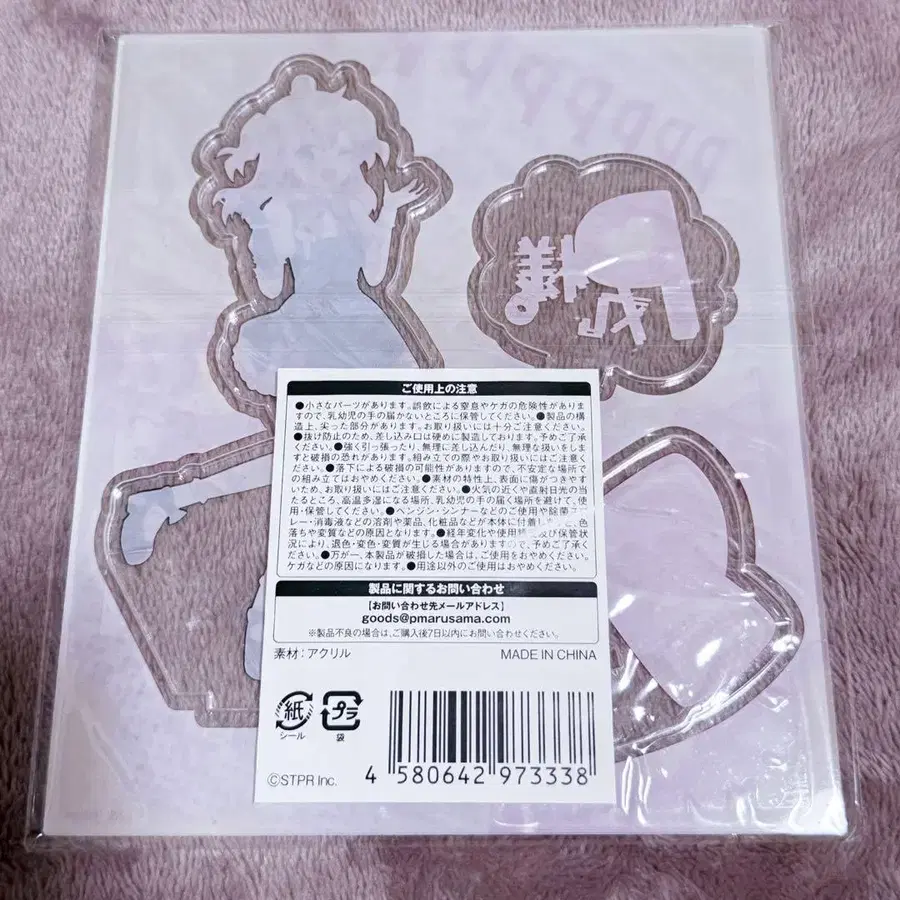 ご使用上の注意
●小さなパーツがあります。誤飲による窒息やケガの危険性があります
ので、乳幼児の手の届かないところに保管してください。●製品の構
造上、尖った部分があります。お取り扱いには十分ご注意ください。
●抜け防止のため、差し込み口は硬めに製造しております。予めご了承
ください。●強く引っ張ったり、無理に差し込んだり、無理な扱いをしま
すと破損の恐れがあります。組み立ての際やお取り扱いにはご注意くだ
さい。●落下による破損の可能性がありますので、不安定な場所で
の組み立てはおやめください。●素材の特性上、表面に傷がつきやす
いため、お取り扱いにはご注意ください。●火気の近くや直射日光の当
たるところ、高温多湿になる場所、乳幼児の手の届く場所を避けて、使
用・保管してください。●ベンジン・シンナーなどのご使用や除菌スプ
レー・消毒液などの溶剤や薬品、化粧品などが本体に付着しますと、色
落ちや変質などの原因となります。●経年変化や使用頻度及び保管状
況により、退色・変色・変質が生じる場合がありますので、予めご了承く
ださい。●万が一、本製品が破損した場合は、ご使用をおやめください。
ケガなどの原因になります。●用途以外のご使用はおやめください。
製品に関するお問い合わせ
【お問い合わせ先メールアドレス】
goods@pmarusama.com
※製品不良の場合は、ご購入後7日以内にお問い合わせください。
素材：アクリル
MADE IN CHINA
紙
シール
プラ
袋
©STPR Inc.
4 580642 973338